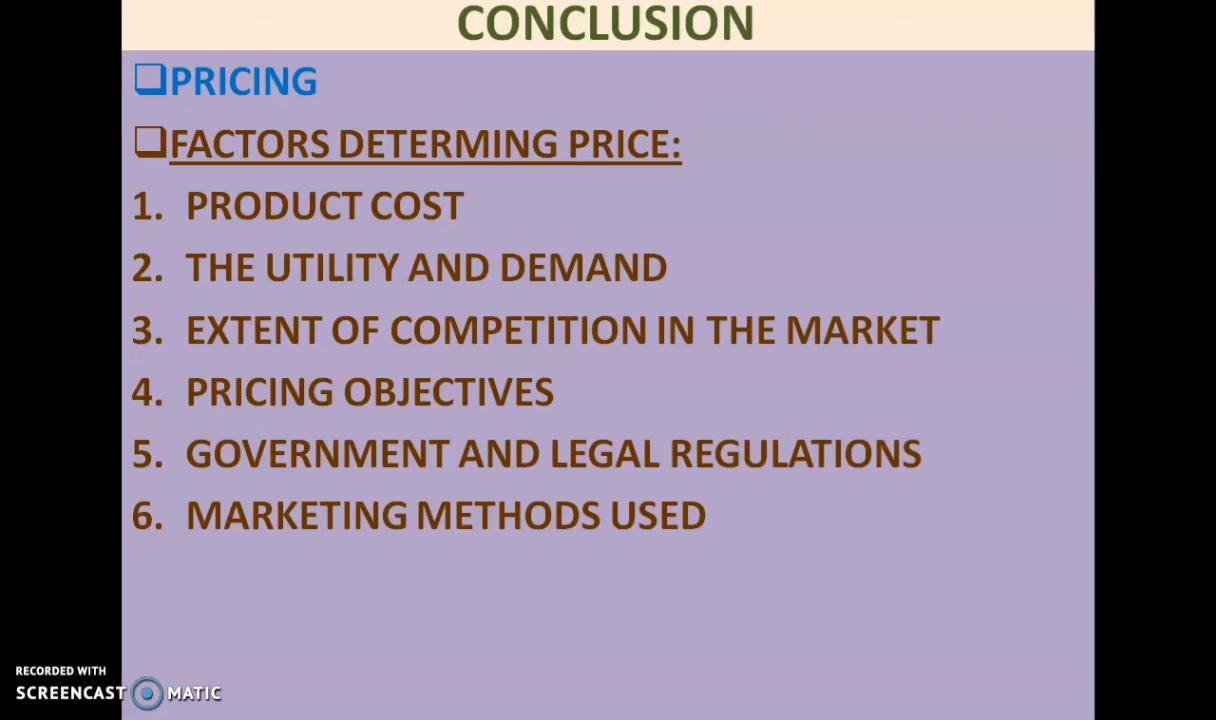 CONCLUSION
❑PRICING
❑FACTORS DETERMING PRICE:
1. PRODUCT COST
2. THE UTILITY AND DEMAND
3. EXTENT OF COMPETITION IN THE MARKET
4. PRICING OBJECTIVES
5. GOVERNMENT AND LEGAL REGULATIONS
6. MARKETING METHODS USED
RECORDED WITH
SCREENCAST MATIC